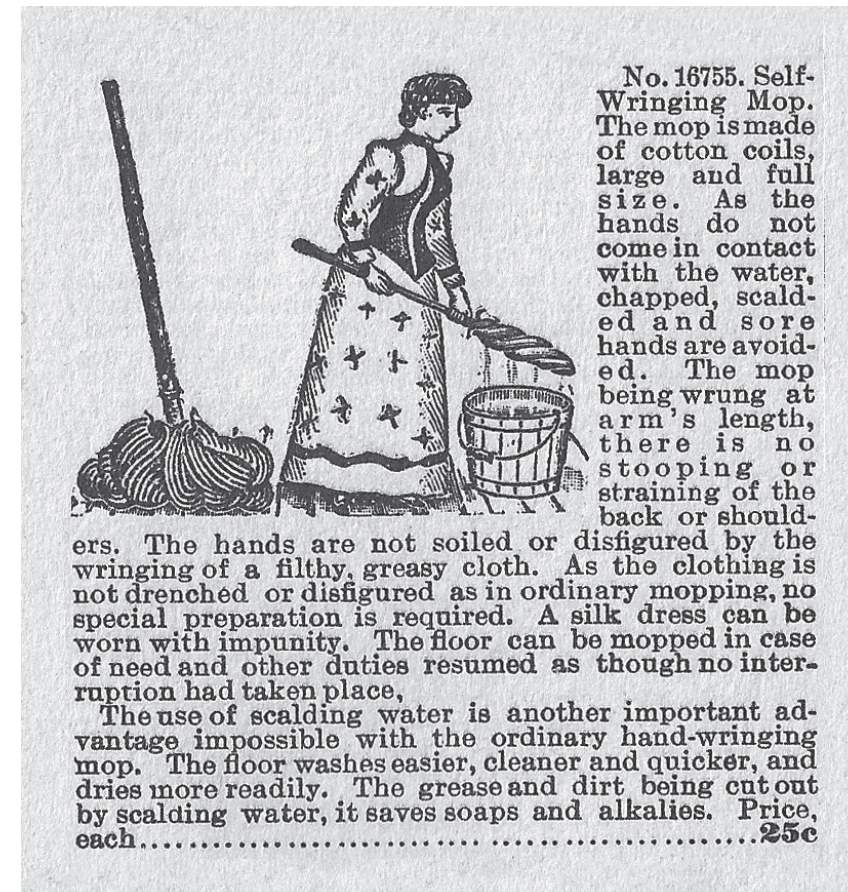 No. 16755. Self-
Wringing Mop.
The mop is made
of cotton coils,
large and full
size. As the
hands do not
come in contact
with the water,
chapped, scald-
ed and sore
hands are avoid-
ed. The mop
being wrung at
arm's length,
there is no
stooping or
straining of the
back or should-
ers. The hands are not soiled or disfigured by the
wringing of a filthy, greasy cloth. As the clothing is
not drenched or disfigured as in ordinary mopping, no
special preparation is required. A silk dress can be
worn with impunity. The floor can be mopped in case
of need and other duties resumed as though no inter-
ruption had taken place,
The use of scalding water is another important ad-
vantage impossible with the ordinary hand-wringing
mop. The floor washes easier, cleaner and quicker, and
dries more readily. The grease and dirt being cut out
by scalding water, it saves soaps and alkalies. Price,
each.......................................................25c